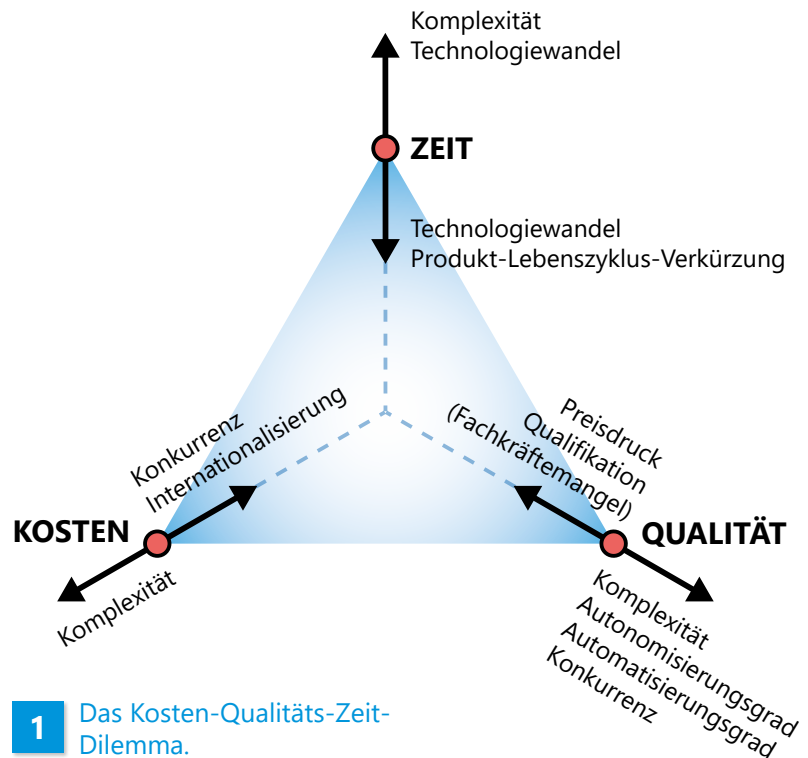 Komplexität
Technologiewandel
ZEIT
Technologiewandel
Produkt-Lebenszyklus-Verkürzung
Konkurrenz
Internationalisierung
Preisdruck
Qualifikation
(Fachkräftemangel)
KOSTEN
QUALITÄT
Komplexität
Komplexität
Autonomisierungsgrad
Automatisierungsgrad
Konkurrenz
1
Das Kosten-Qualitäts-Zeit-
Dilemma.